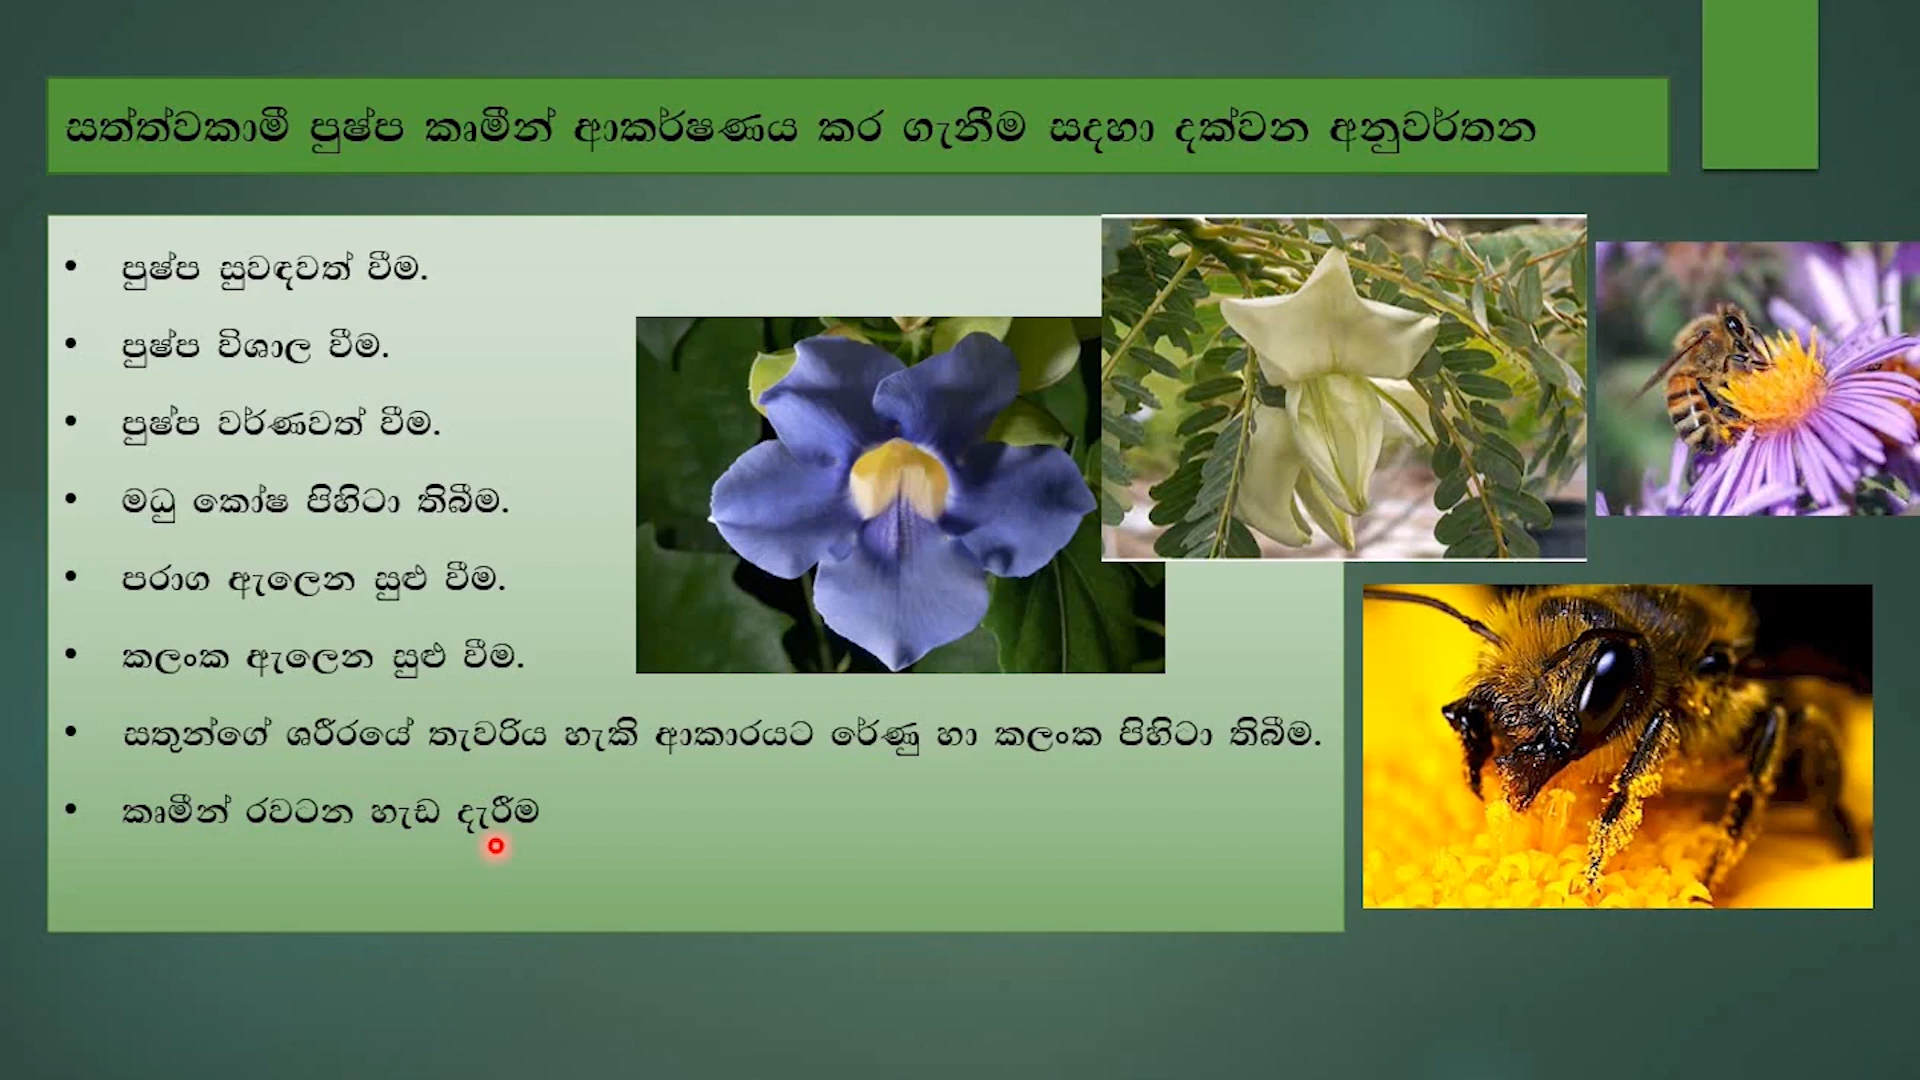 සත්ත්වකාමී පුෂ්ප කෘමීන් ආකර්ෂණය කර ගැනීම සදහා දක්වන අනුවර්තන
• පුෂ්ප සුවඳවත් වීම.
• පුෂ්ප විශාල වීම.
• පුෂ්ප වර්ණවත් වීම.
• මධු කෝෂ පිහිටා තිබීම.
• පරාග ඇලෙන සුළු වීම.
• කලංක ඇලෙන සුළු වීම.
• සතුන්ගේ ශරීරයේ තැවරිය හැකි ආකාරයට රේණු හා කලංක පිහිටා තිබීම.
• කෘමීන් රවටන හැඩ දැරීම